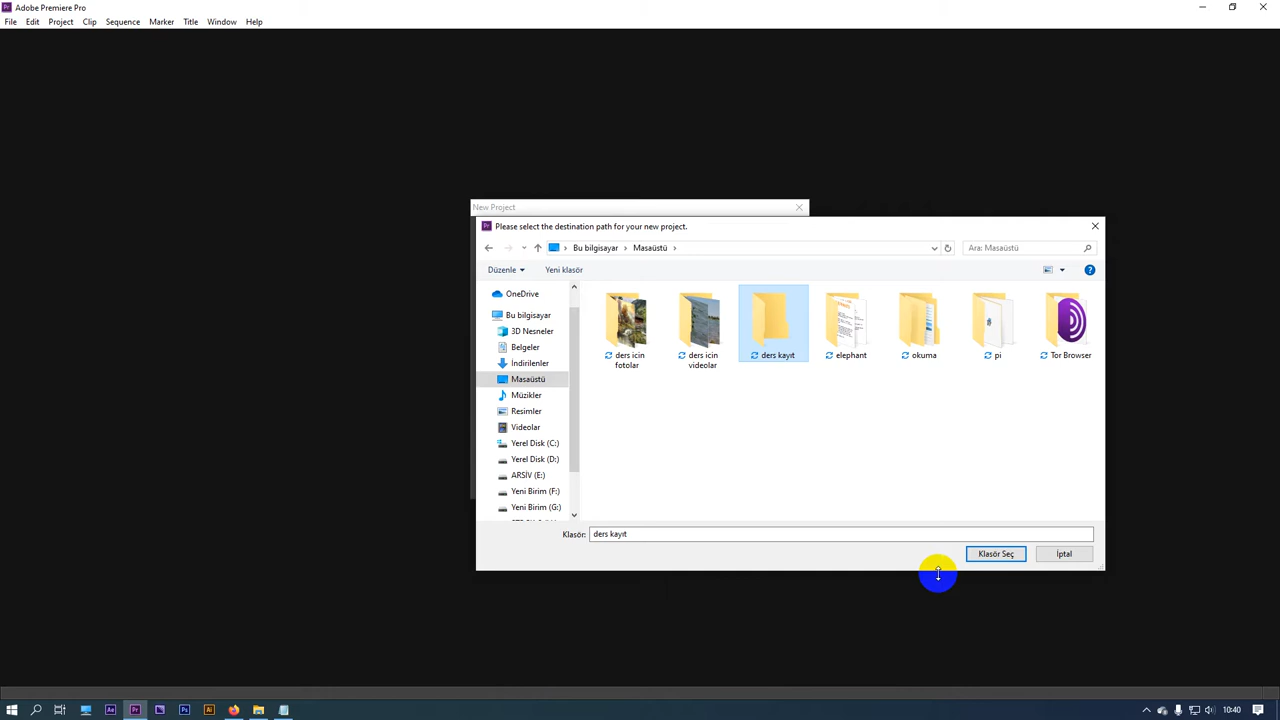 Adobe Premiere Pro
File Edit Project Clip Sequence Marker Title Window Help
New Project
Please select the destination path for your new project.
Bu bilgisayar Masaüstü
Ara: Masaüstü
Düzenle Yeni klasör
OneDrive
Bu bilgisayar
3D Nesneler
Belgeler
İndirilenler
Masaüstü
Müzikler
Resimler
Videolar
Yerel Disk (C:)
Yerel Disk (D:)
ARSİV (E:)
Yeni Birim (F:)
Yeni Birim (G:)
ders icin
fotolar
ders icin
videolar
ders kayıt
elephant
okuma
pi
Tor Browser
Klasör: ders kayıt
Klasör Seç İptal
10:40